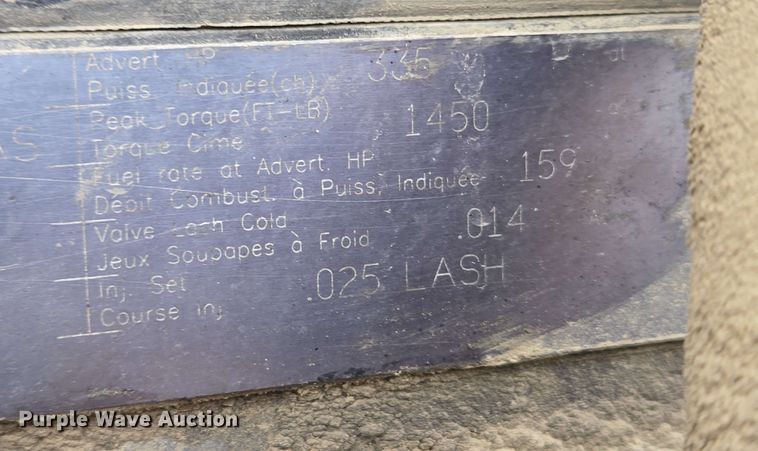 Advert. HP 335
Puiss. Indiquée(ch)
Peak Torque(FT-LB) 1450
Torque Cime
AS
Fuel rate at Advert. HP 159
Débit Combust. à Puiss. Indiquée
Valve Lash Cold .014
Jeux Soupapes à Froid
Inj. Set .025 LASH
Course inj.
Purple Wave Auction